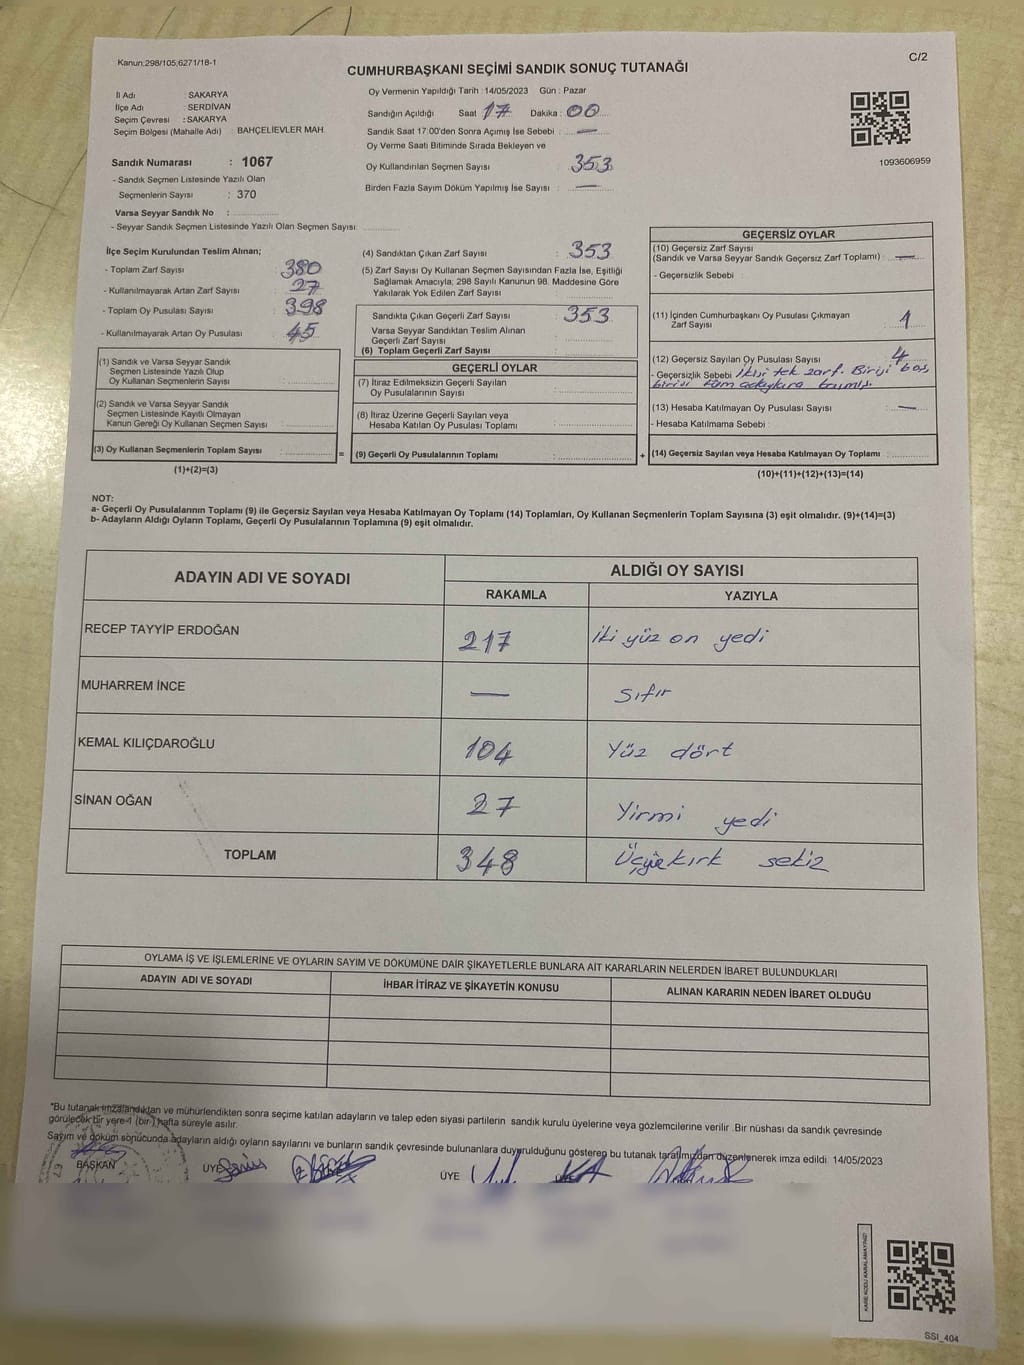 Kanun:298/105,6271/18-1
C/2
CUMHURBAŞKANI SEÇİMİ SANDIK SONUÇ TUTANAĞI
İl Adı : SAKARYA
İlçe Adı : SERDİVAN
Seçim Çevresi : SAKARYA
Seçim Bölgesi (Mahalle Adı) : BAHÇELİEVLER MAH.
Oy Vermenin Yapıldığı Tarih :14/05/2023 Gün : Pazar
Sandığın Açıldığı Saat 17 Dakika : 00
Sandık Saat 17:00'den Sonra Açılmış İse Sebebi : —
Oy Verme Saati Bitiminde Sırada Bekleyen ve
Oy Kullandırılan Seçmen Sayısı 353
Birden Fazla Sayım Döküm Yapılmış İse Sayısı : —
1093606959
Sandık Numarası : 1067
- Sandık Seçmen Listesinde Yazılı Olan
Seçmenlerin Sayısı : 370
Varsa Seyyar Sandık No :
- Seyyar Sandık Seçmen Listesinde Yazılı Olan Seçmen Sayısı:
İlçe Seçim Kurulundan Teslim Alınan;
- Toplam Zarf Sayısı : 380
- Kullanılmayarak Artan Zarf Sayısı : 27
- Toplam Oy Pusulası Sayısı : 398
- Kullanılmayarak Artan Oy Pusulası : 45
(4) Sandıktan Çıkan Zarf Sayısı : 353
(5) Zarf Sayısı Oy Kullanan Seçmen Sayısından Fazla İse, Eşitliği
Sağlamak Amacıyla, 298 Sayılı Kanunun 98. Maddesine Göre
Yakılarak Yok Edilen Zarf Sayısı :
Sandıkta Çıkan Geçerli Zarf Sayısı : 353
Varsa Seyyar Sandıktan Teslim Alınan
Geçerli Zarf Sayısı :
(6) Toplam Geçerli Zarf Sayısı :
GEÇERSİZ OYLAR
(10) Geçersiz Zarf Sayısı
(Sandık ve Varsa Seyyar Sandık Geçersiz Zarf Toplamı) : —
- Geçersizlik Sebebi :
(11) İçinden Cumhurbaşkanı Oy Pusulası Çıkmayan
Zarf Sayısı : 1
(12) Geçersiz Sayılan Oy Pusulası Sayısı : 4
- Geçersizlik Sebebi : İkisi tek zarf. Birisi boş,
birisi tüm adaylara basmış.
(13) Hesaba Katılmayan Oy Pusulası Sayısı : —
- Hesaba Katılmama Sebebi :
(14) Geçersiz Sayılan veya Hesaba Katılmayan Oy Toplamı :
(10)+(11)+(12)+(13)=(14)
(1) Sandık ve Varsa Seyyar Sandık
Seçmen Listesinde Yazılı Olup
Oy Kullanan Seçmenlerin Sayısı :
(2) Sandık ve Varsa Seyyar Sandık
Seçmen Listesinde Kayıtlı Olmayan
Kanun Gereği Oy Kullanan Seçmen Sayısı :
(3) Oy Kullanan Seçmenlerin Toplam Sayısı :
(1)+(2)=(3)
=
GEÇERLİ OYLAR
(7) İtiraz Edilmeksizin Geçerli Sayılan
Oy Pusulalarının Sayısı :
(8) İtiraz Üzerine Geçerli Sayılan veya
Hesaba Katılan Oy Pusulası Toplamı :
(9) Geçerli Oy Pusulalarının Toplamı :
+
NOT:
a- Geçerli Oy Pusulalarının Toplamı (9) ile Geçersiz Sayılan veya Hesaba Katılmayan Oy Toplamı (14) Toplamları, Oy Kullanan Seçmenlerin Toplam Sayısına (3) eşit olmalıdır. (9)+(14)=(3)
b- Adayların Aldığı Oyların Toplamı, Geçerli Oy Pusulalarının Toplamına (9) eşit olmalıdır.
ADAYIN ADI VE SOYADI
ALDIĞI OY SAYISI
RAKAMLA YAZIYLA
RECEP TAYYİP ERDOĞAN 217 İki yüz on yedi
MUHARREM İNCE — Sıfır
KEMAL KILIÇDAROĞLU 104 Yüz dört
SİNAN OĞAN 27 Yirmi yedi
TOPLAM 348 Üçyüzkırk sekiz
OYLAMA İŞ VE İŞLEMLERİNE VE OYLARIN SAYIM VE DÖKÜMÜNE DAİR ŞİKAYETLERLE BUNLARA AİT KARARLARIN NELERDEN İBARET BULUNDUKLARI
ADAYIN ADI VE SOYADI İHBAR İTİRAZ VE ŞİKAYETİN KONUSU ALINAN KARARIN NEDEN İBARET OLDUĞU
*Bu tutanak imzalandıktan ve mühürlendikten sonra seçime katılan adayların ve talep eden siyasi partilerin sandık kurulu üyelerine veya gözlemcilerine verilir .Bir nüshası da sandık çevresinde
görülecek bir yere 1 (bir ) hafta süreyle asılır.
Sayım ve döküm sonucunda adayların aldığı oyların sayılarını ve bunların sandık çevresinde bulunanlara duyurulduğunu göstereп bu tutanak tarafımızdan düzenlenerek imza edildi. 14/05/2023
BAŞKAN ÜYE ÜYE
KARE KODU KARALAMAYINIZ!
SSI_404